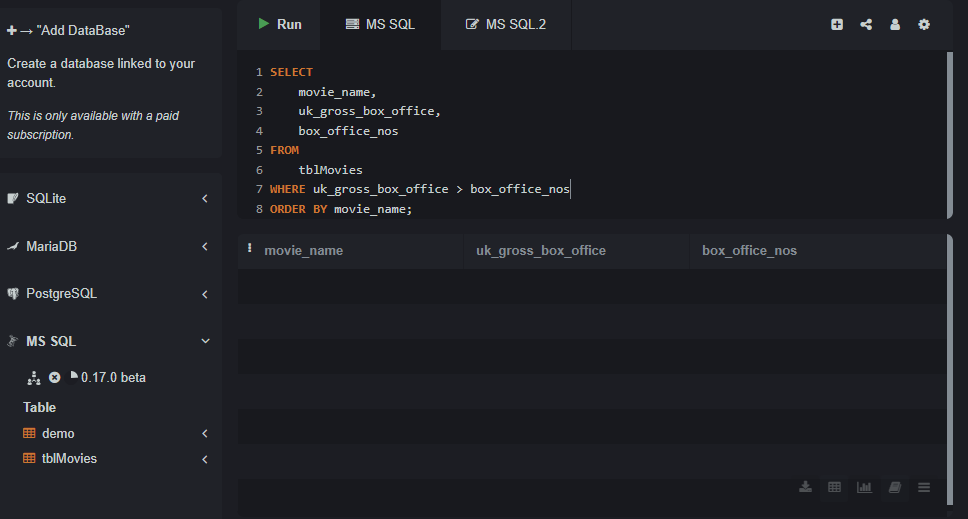 + → "Add DataBase"
Create a database linked to your
account.
This is only available with a paid
subscription.
SQLite
MariaDB
PostgreSQL
MS SQL
0.17.0 beta
Table
demo
tblMovies
Run
MS SQL
MS SQL.2
1 SELECT
2 movie_name,
3 uk_gross_box_office,
4 box_office_nos
5 FROM
6 tblMovies
7 WHERE uk_gross_box_office > box_office_nos
8 ORDER BY movie_name;
movie_name uk_gross_box_office box_office_nos